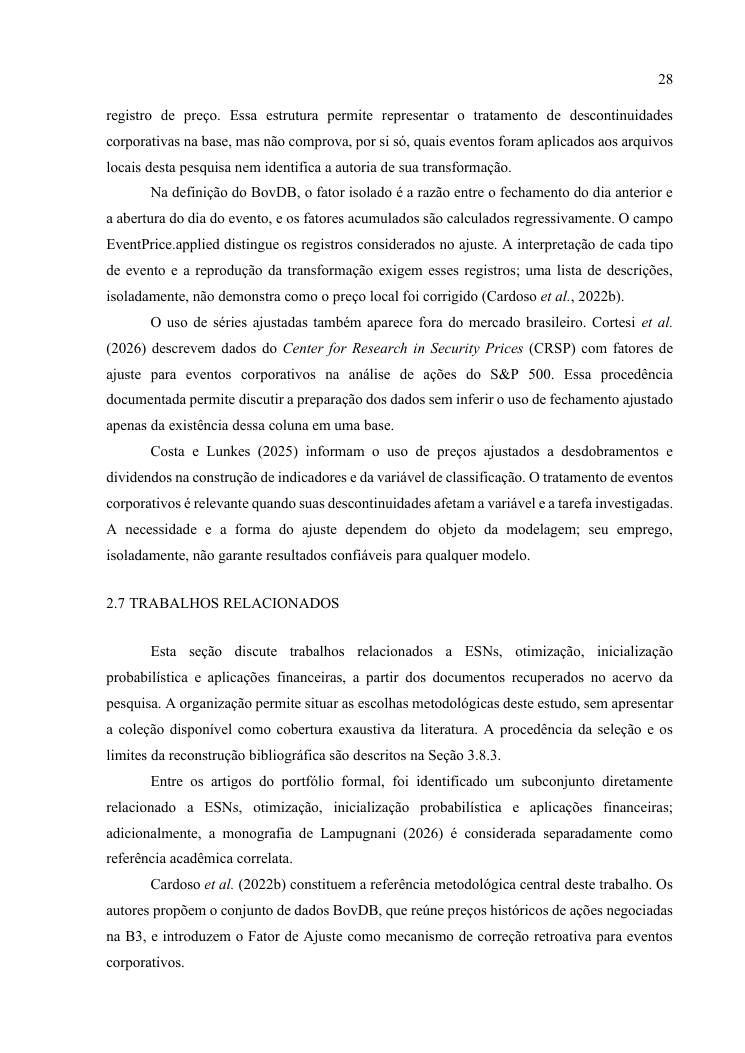 28
registro de preço. Essa estrutura permite representar o tratamento de descontinuidades
corporativas na base, mas não comprova, por si só, quais eventos foram aplicados aos arquivos
locais desta pesquisa nem identifica a autoria de sua transformação.
Na definição do BovDB, o fator isolado é a razão entre o fechamento do dia anterior e
a abertura do dia do evento, e os fatores acumulados são calculados regressivamente. O campo
EventPrice.applied distingue os registros considerados no ajuste. A interpretação de cada tipo
de evento e a reprodução da transformação exigem esses registros; uma lista de descrições,
isoladamente, não demonstra como o preço local foi corrigido (Cardoso et al., 2022b).
O uso de séries ajustadas também aparece fora do mercado brasileiro. Cortesi et al.
(2026) descrevem dados do Center for Research in Security Prices (CRSP) com fatores de
ajuste para eventos corporativos na análise de ações do S&P 500. Essa procedência
documentada permite discutir a preparação dos dados sem inferir o uso de fechamento ajustado
apenas da existência dessa coluna em uma base.
Costa e Lunkes (2025) informam o uso de preços ajustados a desdobramentos e
dividendos na construção de indicadores e da variável de classificação. O tratamento de eventos
corporativos é relevante quando suas descontinuidades afetam a variável e a tarefa investigadas.
A necessidade e a forma do ajuste dependem do objeto da modelagem; seu emprego,
isoladamente, não garante resultados confiáveis para qualquer modelo.
2.7 TRABALHOS RELACIONADOS
Esta seção discute trabalhos relacionados a ESNs, otimização, inicialização
probabilística e aplicações financeiras, a partir dos documentos recuperados no acervo da
pesquisa. A organização permite situar as escolhas metodológicas deste estudo, sem apresentar
a coleção disponível como cobertura exaustiva da literatura. A procedência da seleção e os
limites da reconstrução bibliográfica são descritos na Seção 3.8.3.
Entre os artigos do portfólio formal, foi identificado um subconjunto diretamente
relacionado a ESNs, otimização, inicialização probabilística e aplicações financeiras;
adicionalmente, a monografia de Lampugnani (2026) é considerada separadamente como
referência acadêmica correlata.
Cardoso et al. (2022b) constituem a referência metodológica central deste trabalho. Os
autores propõem o conjunto de dados BovDB, que reúne preços históricos de ações negociadas
na B3, e introduzem o Fator de Ajuste como mecanismo de correção retroativa para eventos
corporativos.